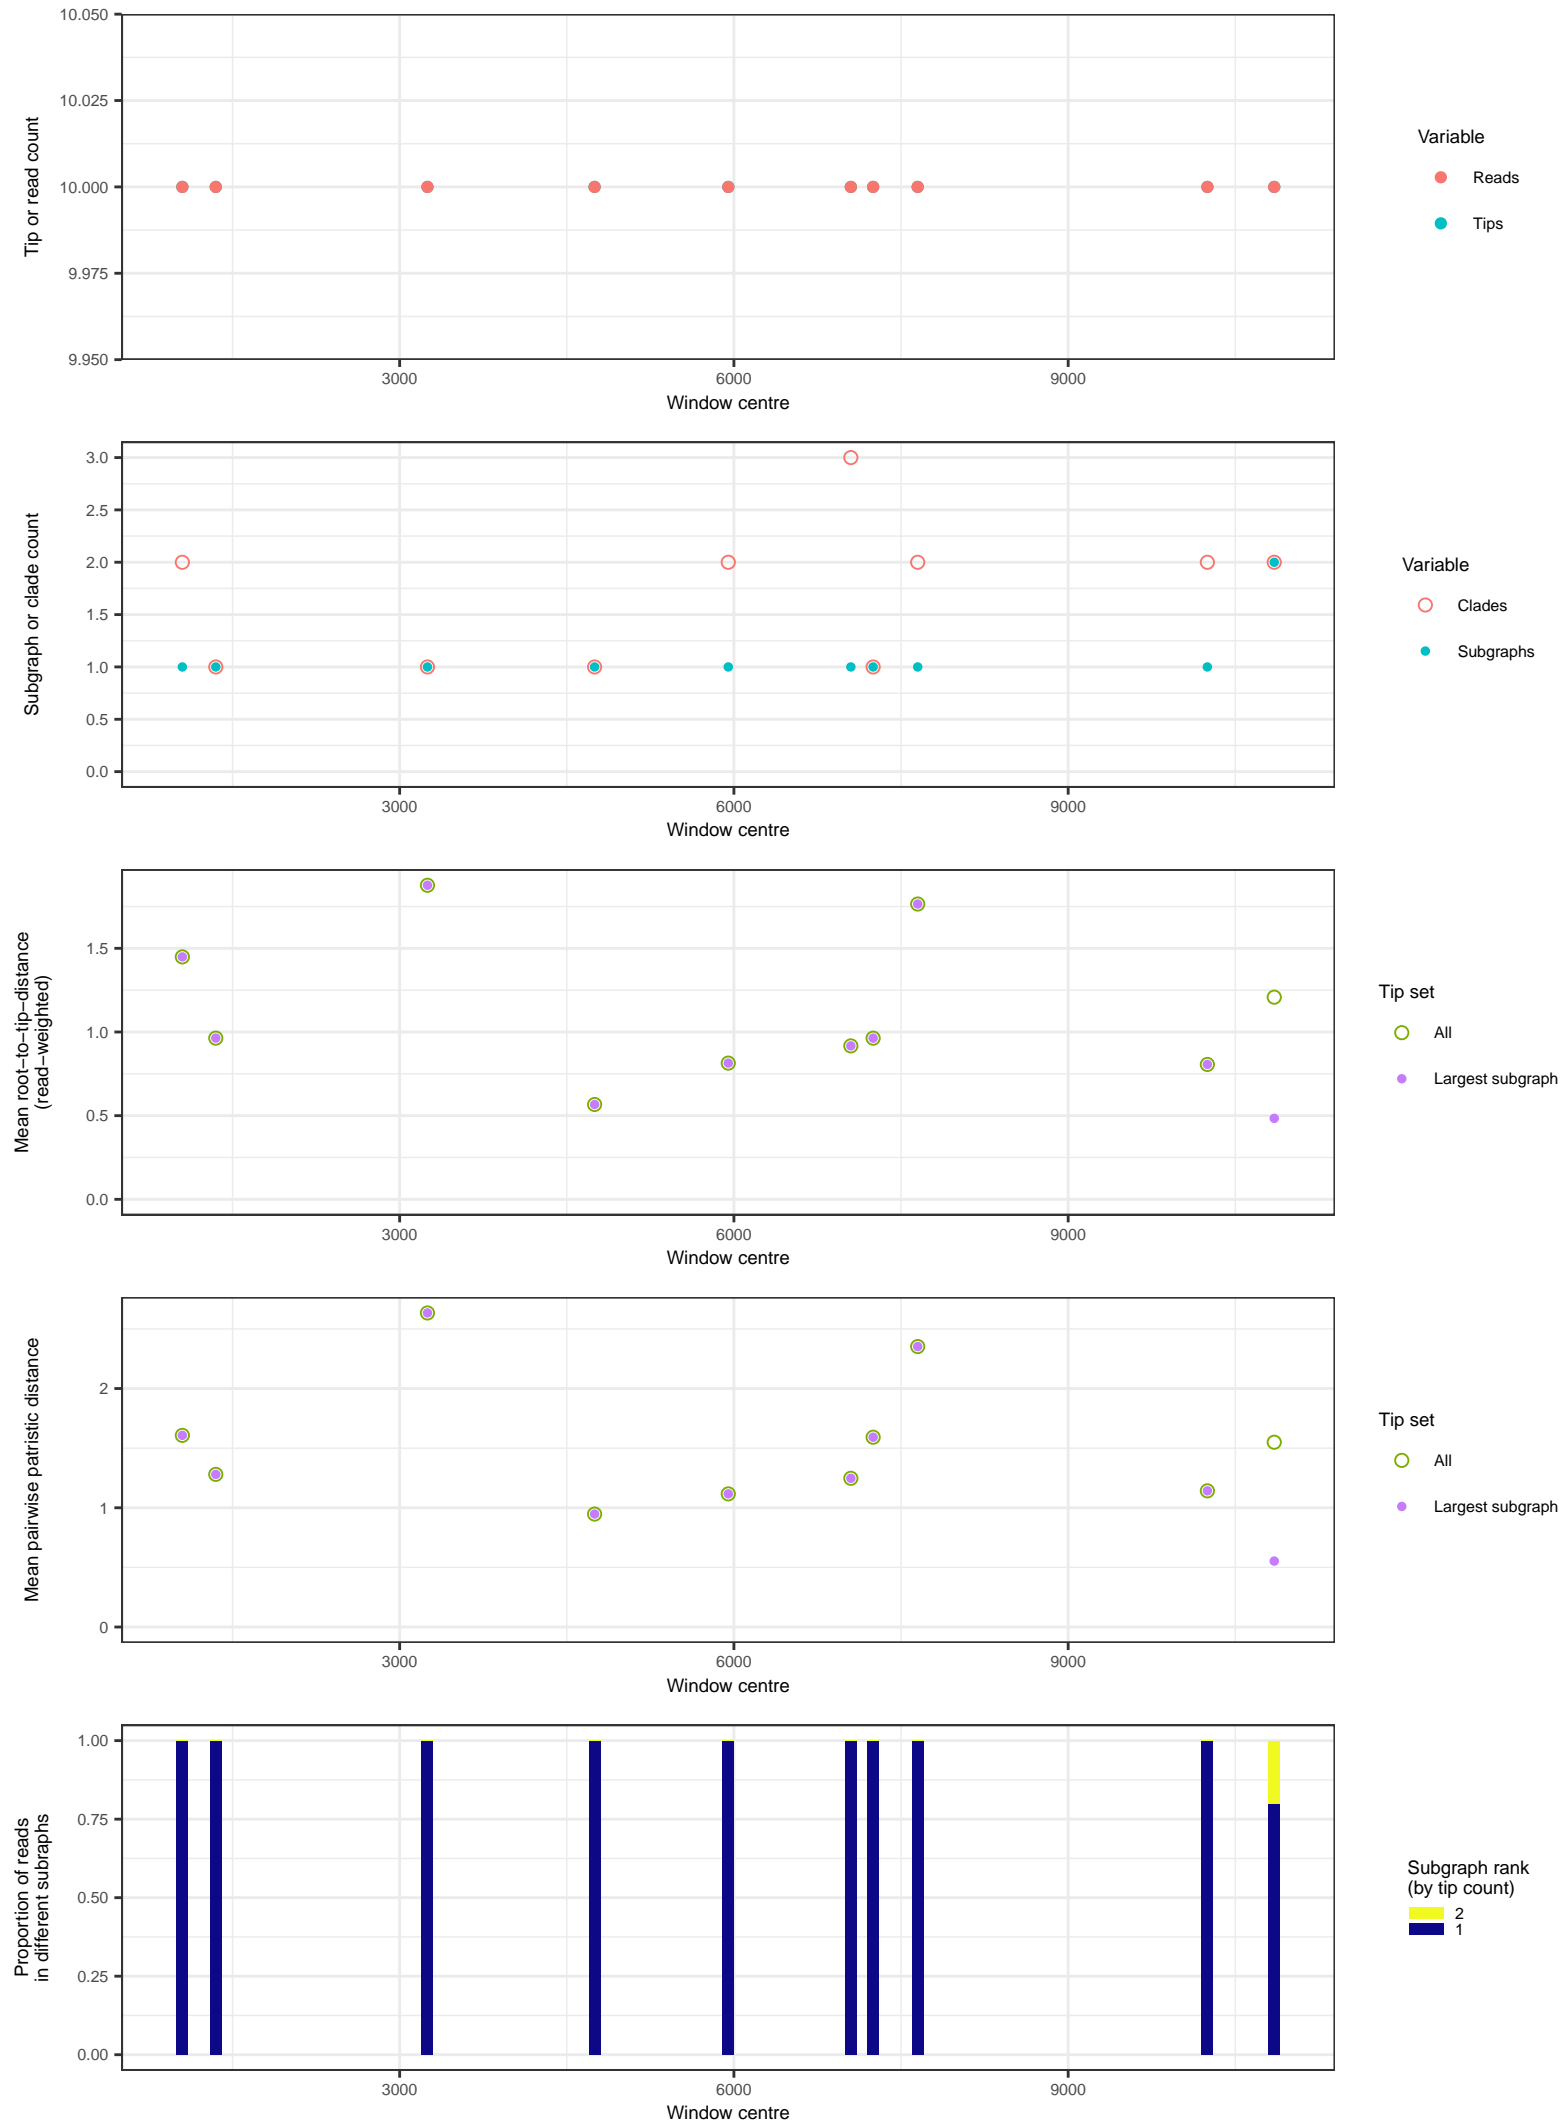 10.050
10.025
10.000
9.975
9.950
Tip or read count
3000 6000 9000
Window centre
Variable
Reads
Tips
3.0
2.5
2.0
1.5
1.0
0.5
0.0
Subgraph or clade count
3000 6000 9000
Window centre
Variable
Clades
Subgraphs
1.5
1.0
0.5
0.0
Mean root−to−tip−distance
(read−weighted)
3000 6000 9000
Window centre
Tip set
All
Largest subgraph
2
1
0
Mean pairwise patristic distance
3000 6000 9000
Window centre
Tip set
All
Largest subgraph
1.00
0.75
0.50
0.25
0.00
Proportion of reads
in different subraphs
3000 6000 9000
Window centre
Subgraph rank
(by tip count)
2
1